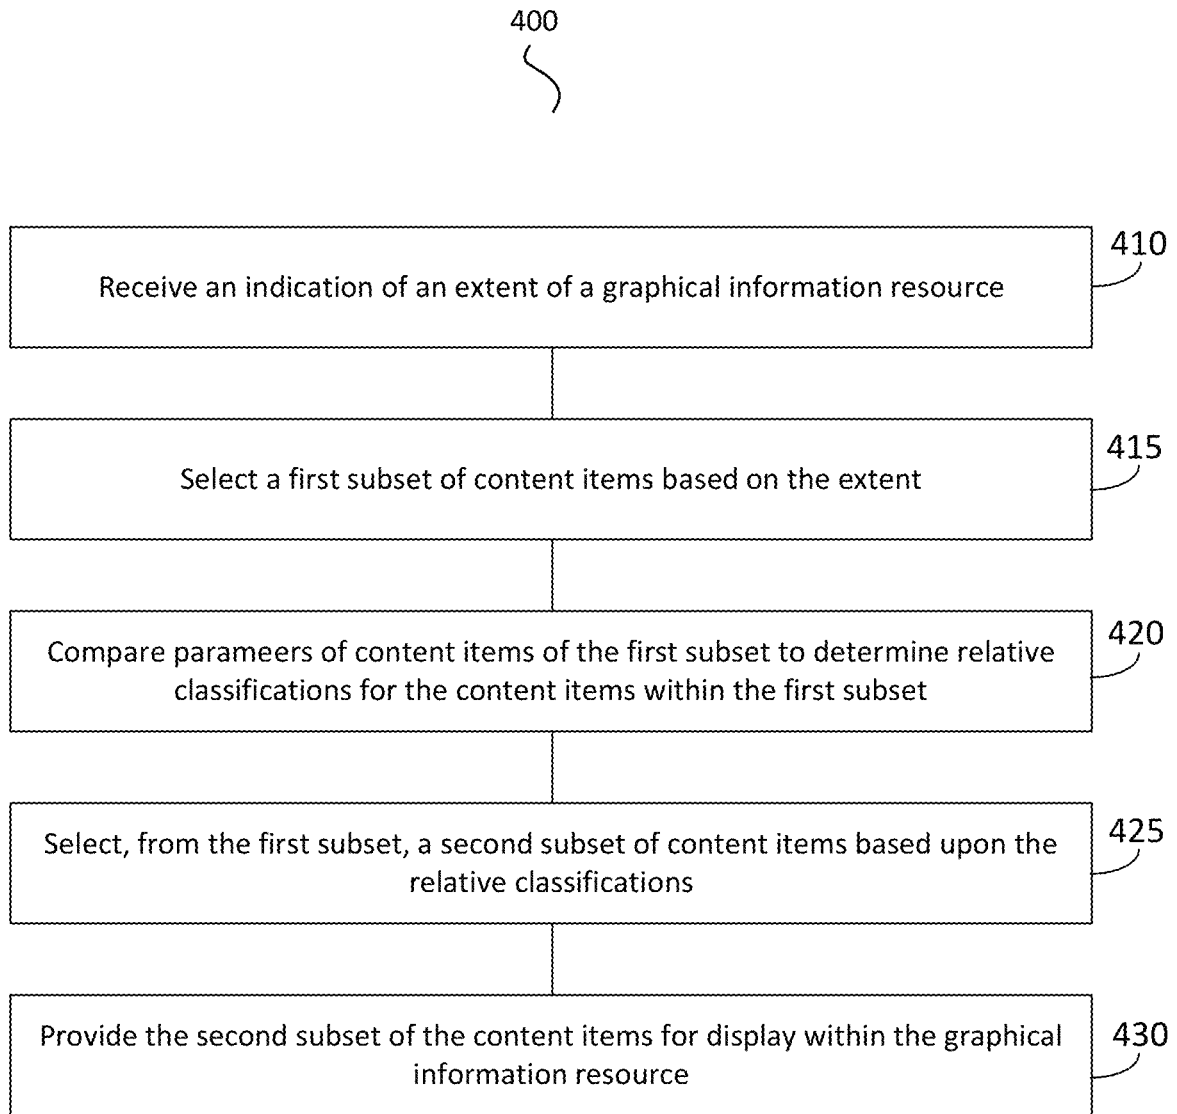 400
410
Receive an indication of an extent of a graphical information resource
415
Select a first subset of content items based on the extent
420
Compare parameers of content items of the first subset to determine relative
classifications for the content items within the first subset
425
Select, from the first subset, a second subset of content items based upon the
relative classifications
430
Provide the second subset of the content items for display within the graphical
information resource